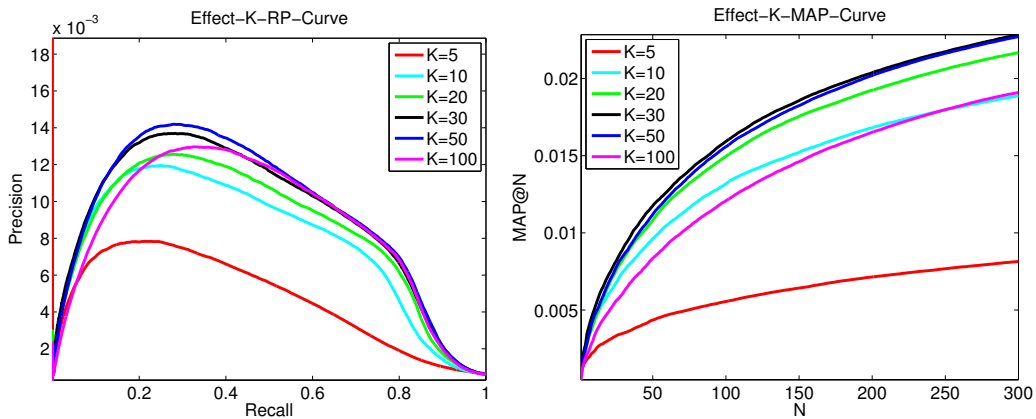 Effect-K-RP-Curve
x 10⁻³
18
16
14
12
10
8
6
4
2
Precision
0.2
0.4
0.6
0.8
1
Recall
K=5
K=10
K=20
K=30
K=50
K=100
Effect-K-MAP-Curve
0.02
0.015
0.01
0.005
MAP@N
50
100
150
200
250
300
N
K=5
K=10
K=20
K=30
K=50
K=100